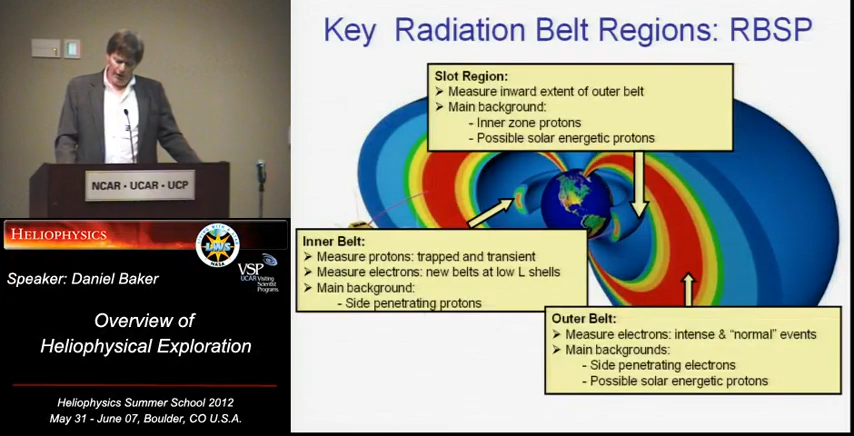 Key Radiation Belt Regions: RBSP
Slot Region:
➢ Measure inward extent of outer belt
➢ Main background:
- Inner zone protons
- Possible solar energetic protons
NCAR • UCAR • UCP
HELIOPHYSICS
LWS
NASA
Speaker: Daniel Baker
VSP
UCAR Visiting
Scientist
Programs
Overview of
Heliophysical Exploration
Heliophysics Summer School 2012
May 31 - June 07, Boulder, CO U.S.A.
Inner Belt:
➢ Measure protons: trapped and transient
➢ Measure electrons: new belts at low L shells
➢ Main background:
- Side penetrating protons
Outer Belt:
➢ Measure electrons: intense & “normal” events
➢ Main backgrounds:
- Side penetrating electrons
- Possible solar energetic protons